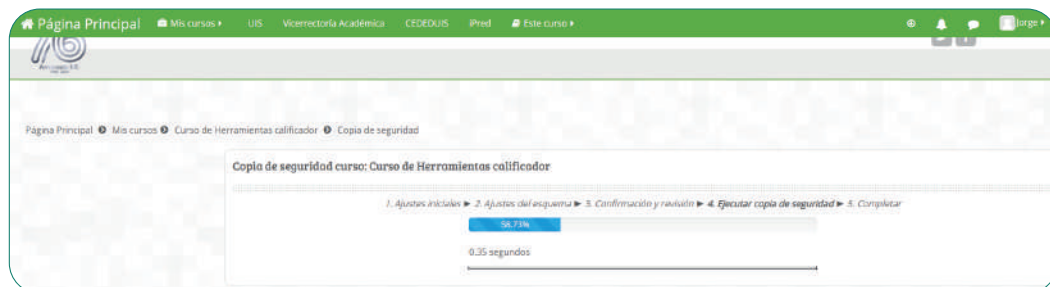 Página Principal Mis cursos UIS Vicerrectoría Académica CEDEDUIS iPred Este curso Jorge
Página Principal Mis cursos Curso de Herramientas calificador Copia de seguridad
Copia de seguridad curso: Curso de Herramientas calificador
1. Ajustes iniciales ► 2. Ajustes del esquema ► 3. Confirmación y revisión ► 4. Ejecutar copia de seguridad ► 5. Completar
0.35 segundos